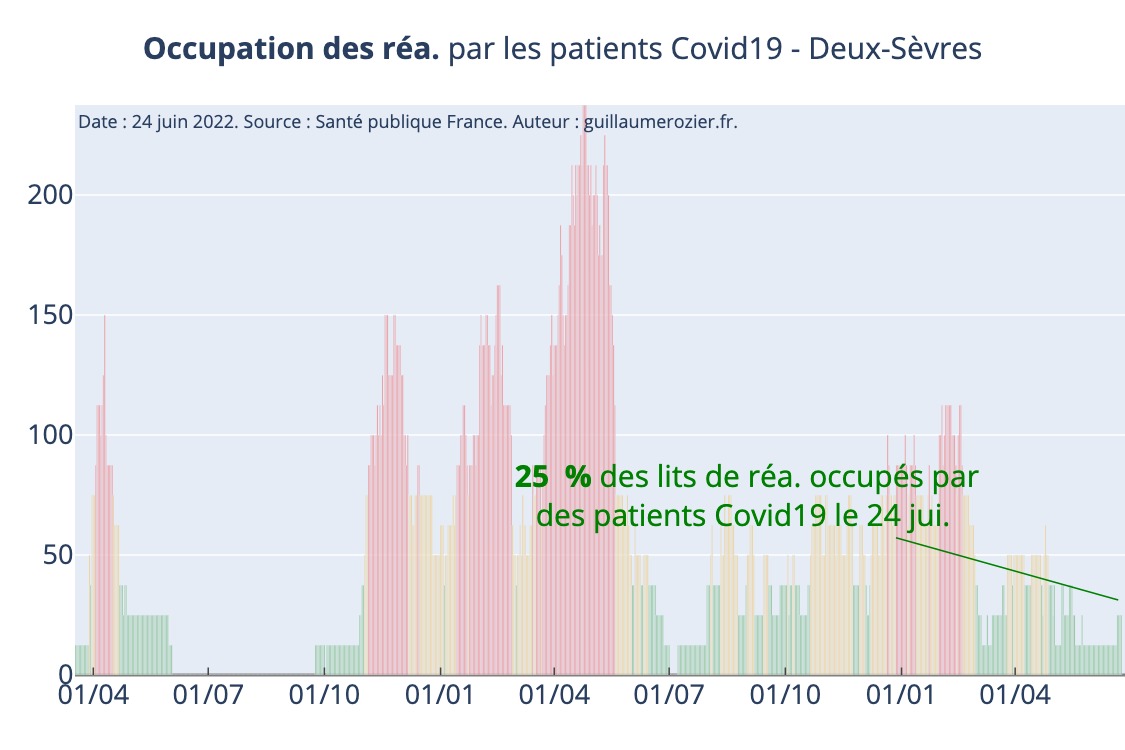 Occupation des réa. par les patients Covid19 - Deux-Sèvres
Date : 24 juin 2022. Source : Santé publique France. Auteur : guillaumerozier.fr.
200
150
100
25 % des lits de réa. occupés par
des patients Covid19 le 24 jui.
50
0
01/04 01/07 01/10 01/01 01/04 01/07 01/10 01/01 01/04